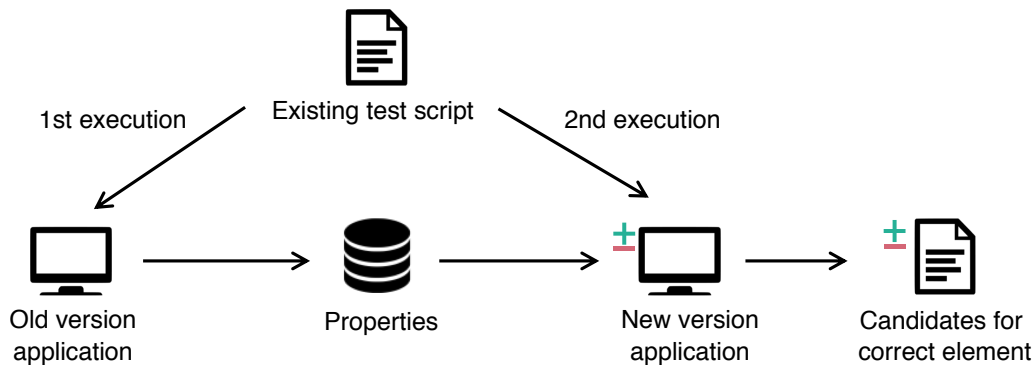 Existing test script
1st execution
2nd execution
Old version
application
Properties
New version
application
Candidates for
correct element